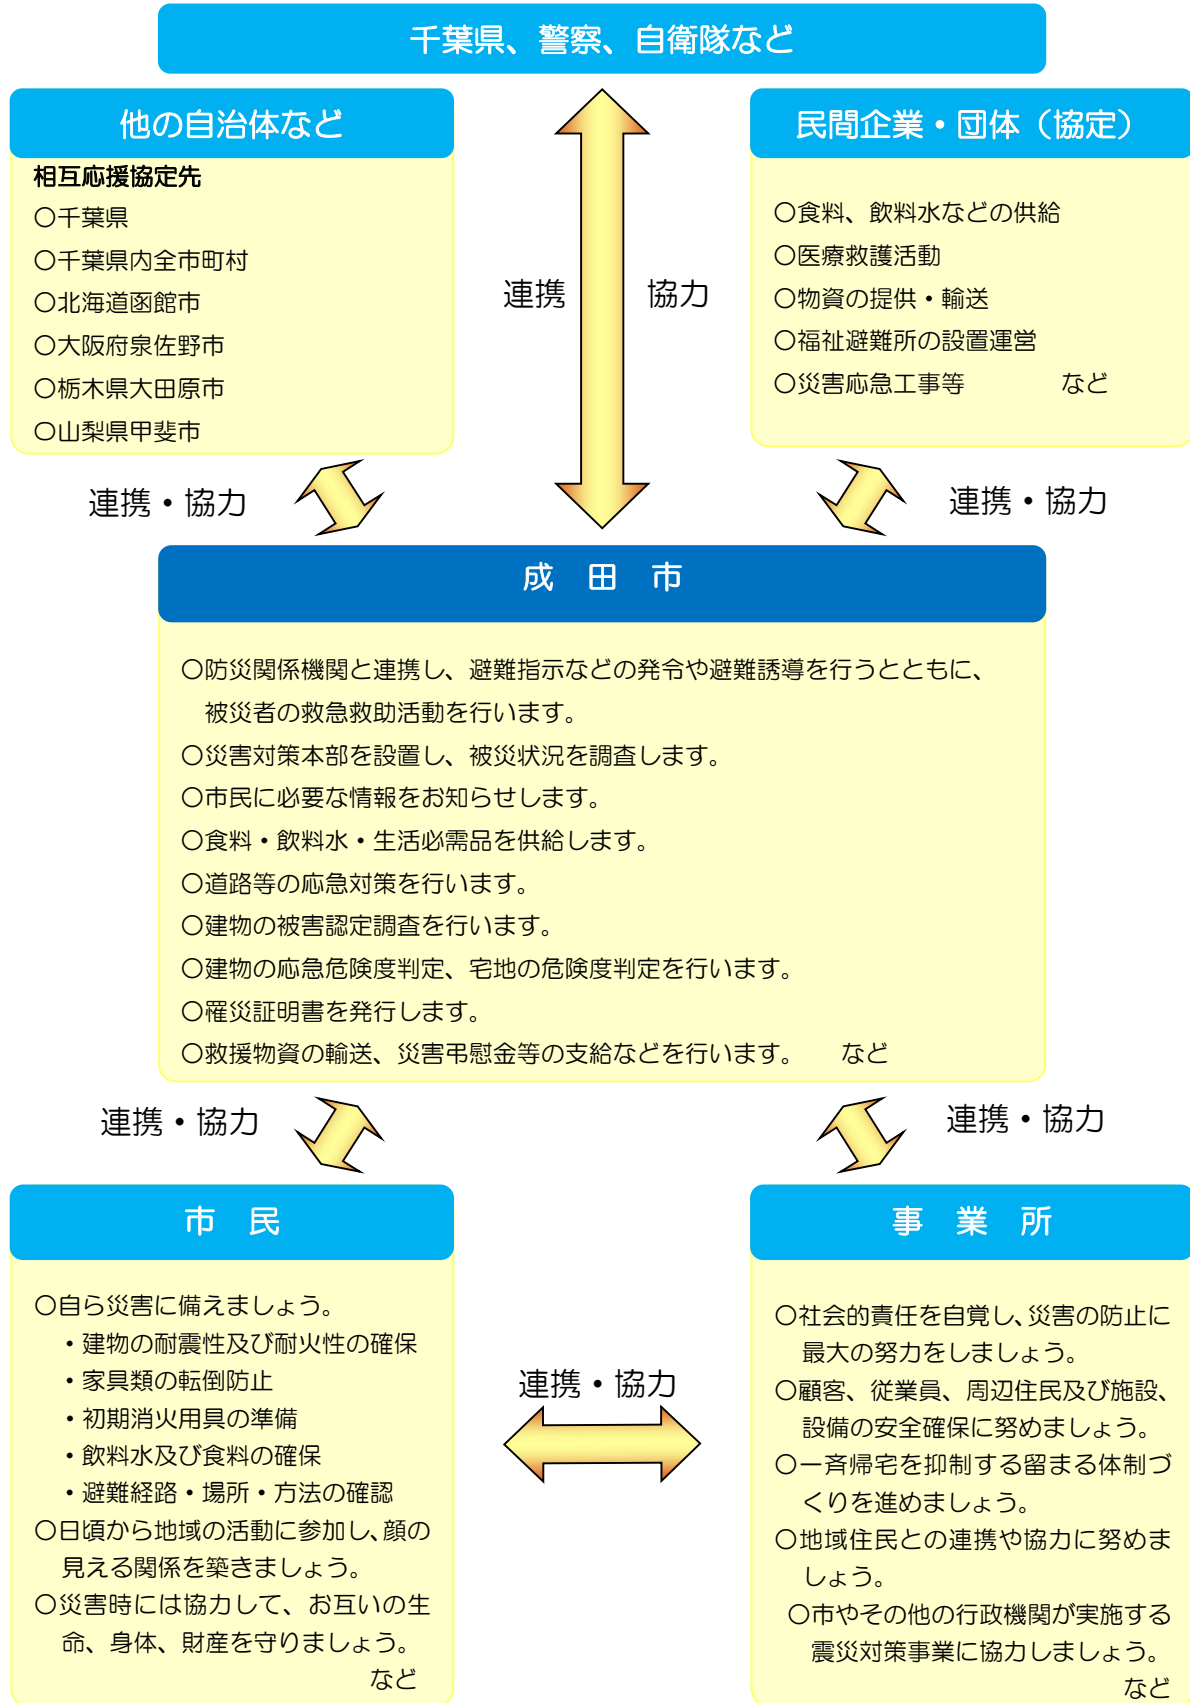 千葉県、警察、自衛隊など
他の自治体など
相互応援協定先
〇千葉県
〇千葉県内全市町村
〇北海道函館市
〇大阪府泉佐野市
〇栃木県大田原市
〇山梨県甲斐市
連携
協力
民間企業・団体（協定）
〇食料、飲料水などの供給
〇医療救護活動
〇物資の提供・輸送
〇福祉避難所の設置運営
〇災害応急工事等　　　　など
連携・協力
連携・協力
成　田　市
〇防災関係機関と連携し、避難指示などの発令や避難誘導を行うとともに、
被災者の救急救助活動を行います。
〇災害対策本部を設置し、被災状況を調査します。
〇市民に必要な情報をお知らせします。
〇食料・飲料水・生活必需品を供給します。
〇道路等の応急対策を行います。
〇建物の被害認定調査を行います。
〇建物の応急危険度判定、宅地の危険度判定を行います。
〇罹災証明書を発行します。
〇救援物資の輸送、災害弔慰金等の支給などを行います。　　など
連携・協力
連携・協力
市　民
〇自ら災害に備えましょう。
・建物の耐震性及び耐火性の確保
・家具類の転倒防止
・初期消火用具の準備
・飲料水及び食料の確保
・避難経路・場所・方法の確認
〇日頃から地域の活動に参加し、顔の
見える関係を築きましょう。
〇災害時には協力して、お互いの生
命、身体、財産を守りましょう。
など
連携・協力
事　業　所
〇社会的責任を自覚し、災害の防止に
最大の努力をしましょう。
〇顧客、従業員、周辺住民及び施設、
設備の安全確保に努めましょう。
〇一斉帰宅を抑制する留まる体制づ
くりを進めましょう。
〇地域住民との連携や協力に努めま
しょう。
〇市やその他の行政機関が実施する
震災対策事業に協力しましょう。
など